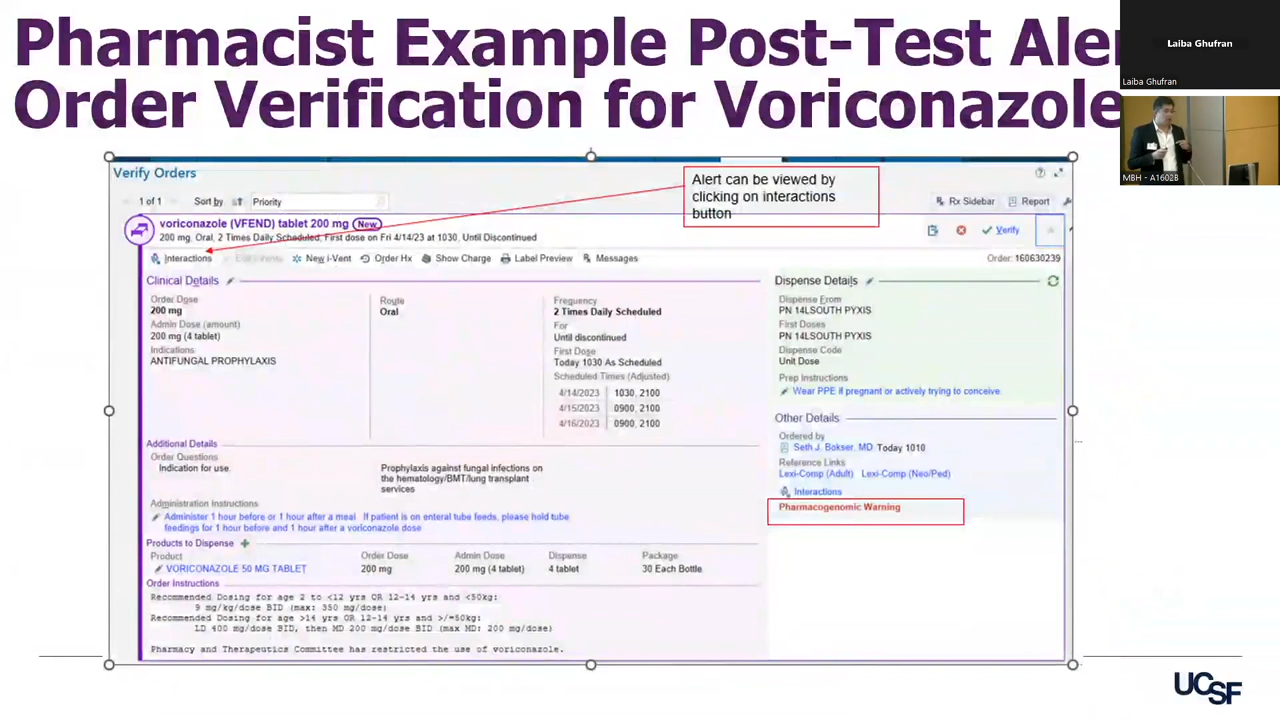 Pharmacist Example Post-Test Aler
Order Verification for Voriconazole
Laiba Ghufran
Laiba Ghufran
MBH - A1602B
Verify Orders
Alert can be viewed by
clicking on interactions
button
1 of 1
Sort by
Priority
Rx Sidebar
Report
voriconazole (VFEND) tablet 200 mg
New
200 mg, Oral, 2 Times Daily Scheduled, First dose on Fri 4/14/23 at 1030, Until Discontinued
Verify
Interactions
New i-Vent
Order Hx
Show Charge
Label Preview
Messages
Order: 160630239
Clinical Details
Order Dose
200 mg
Admin Dose (amount)
200 mg (4 tablet)
Indications
ANTIFUNGAL PROPHYLAXIS
Route
Oral
Frequency
2 Times Daily Scheduled
For
Until discontinued
First Dose
Today 1030 As Scheduled
Scheduled Times (Adjusted)
4/14/2023 1030, 2100
4/15/2023 0900, 2100
4/16/2023 0900, 2100
Dispense Details
Dispense From
PN 14LSOUTH PYXIS
First Doses
PN 14LSOUTH PYXIS
Dispense Code
Unit Dose
Prep Instructions
Wear PPE if pregnant or actively trying to conceive.
Other Details
Ordered by
Seth J. Bokser, MD Today 1010
Reference Links
Lexi-Comp (Adult) Lexi-Comp (Neo/Ped)
Interactions
Pharmacogenomic Warning
Additional Details
Order Questions
Indication for use.
Prophylaxis against fungal infections on
the hematology/BMT/lung transplant
services
Administration Instructions
Administer 1 hour before or 1 hour after a meal. If patient is on enteral tube feeds, please hold tube
feedings for 1 hour before and 1 hour after a voriconazole dose
Products to Dispense
Product Order Dose Admin Dose Dispense Package
VORICONAZOLE 50 MG TABLET 200 mg 200 mg (4 tablet) 4 tablet 30 Each Bottle
Order Instructions
Recommended Dosing for age 2 to <12 yrs OR 12-14 yrs and <50kg:
9 mg/kg/dose BID (max: 350 mg/dose)
Recommended Dosing for age >14 yrs OR 12-14 yrs and >/=50kg:
LD 400 mg/dose BID, then MD 200 mg/dose BID (max MD: 200 mg/dose)
Pharmacy and Therapeutics Committee has restricted the use of voriconazole.
UCSF